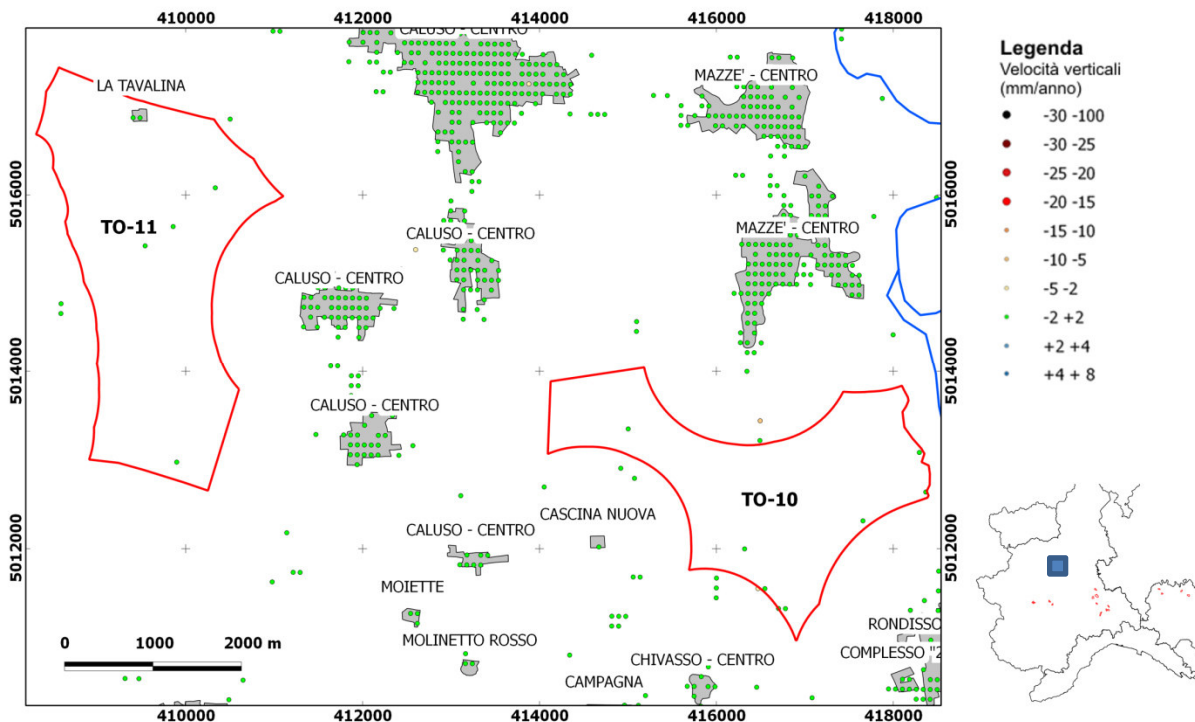 410000 412000 414000 416000 418000
CALUSO - CENTRO
MAZZE' - CENTRO
LA TAVALINA
5016000
5016000
TO-11
CALUSO - CENTRO
MAZZE' - CENTRO
CALUSO - CENTRO
5014000
5014000
CALUSO - CENTRO
TO-10
CASCINA NUOVA
CALUSO - CENTRO
5012000
5012000
MOIETTE
MOLINETTO ROSSO
RONDISSO
COMPLESSO "2
CHIVASSO - CENTRO
CAMPAGNA
0 1000 2000 m
410000 412000 414000 416000 418000
Legenda
Velocità verticali
(mm/anno)
-30 -100
-30 -25
-25 -20
-20 -15
-15 -10
-10 -5
-5 -2
-2 +2
+2 +4
+4 + 8